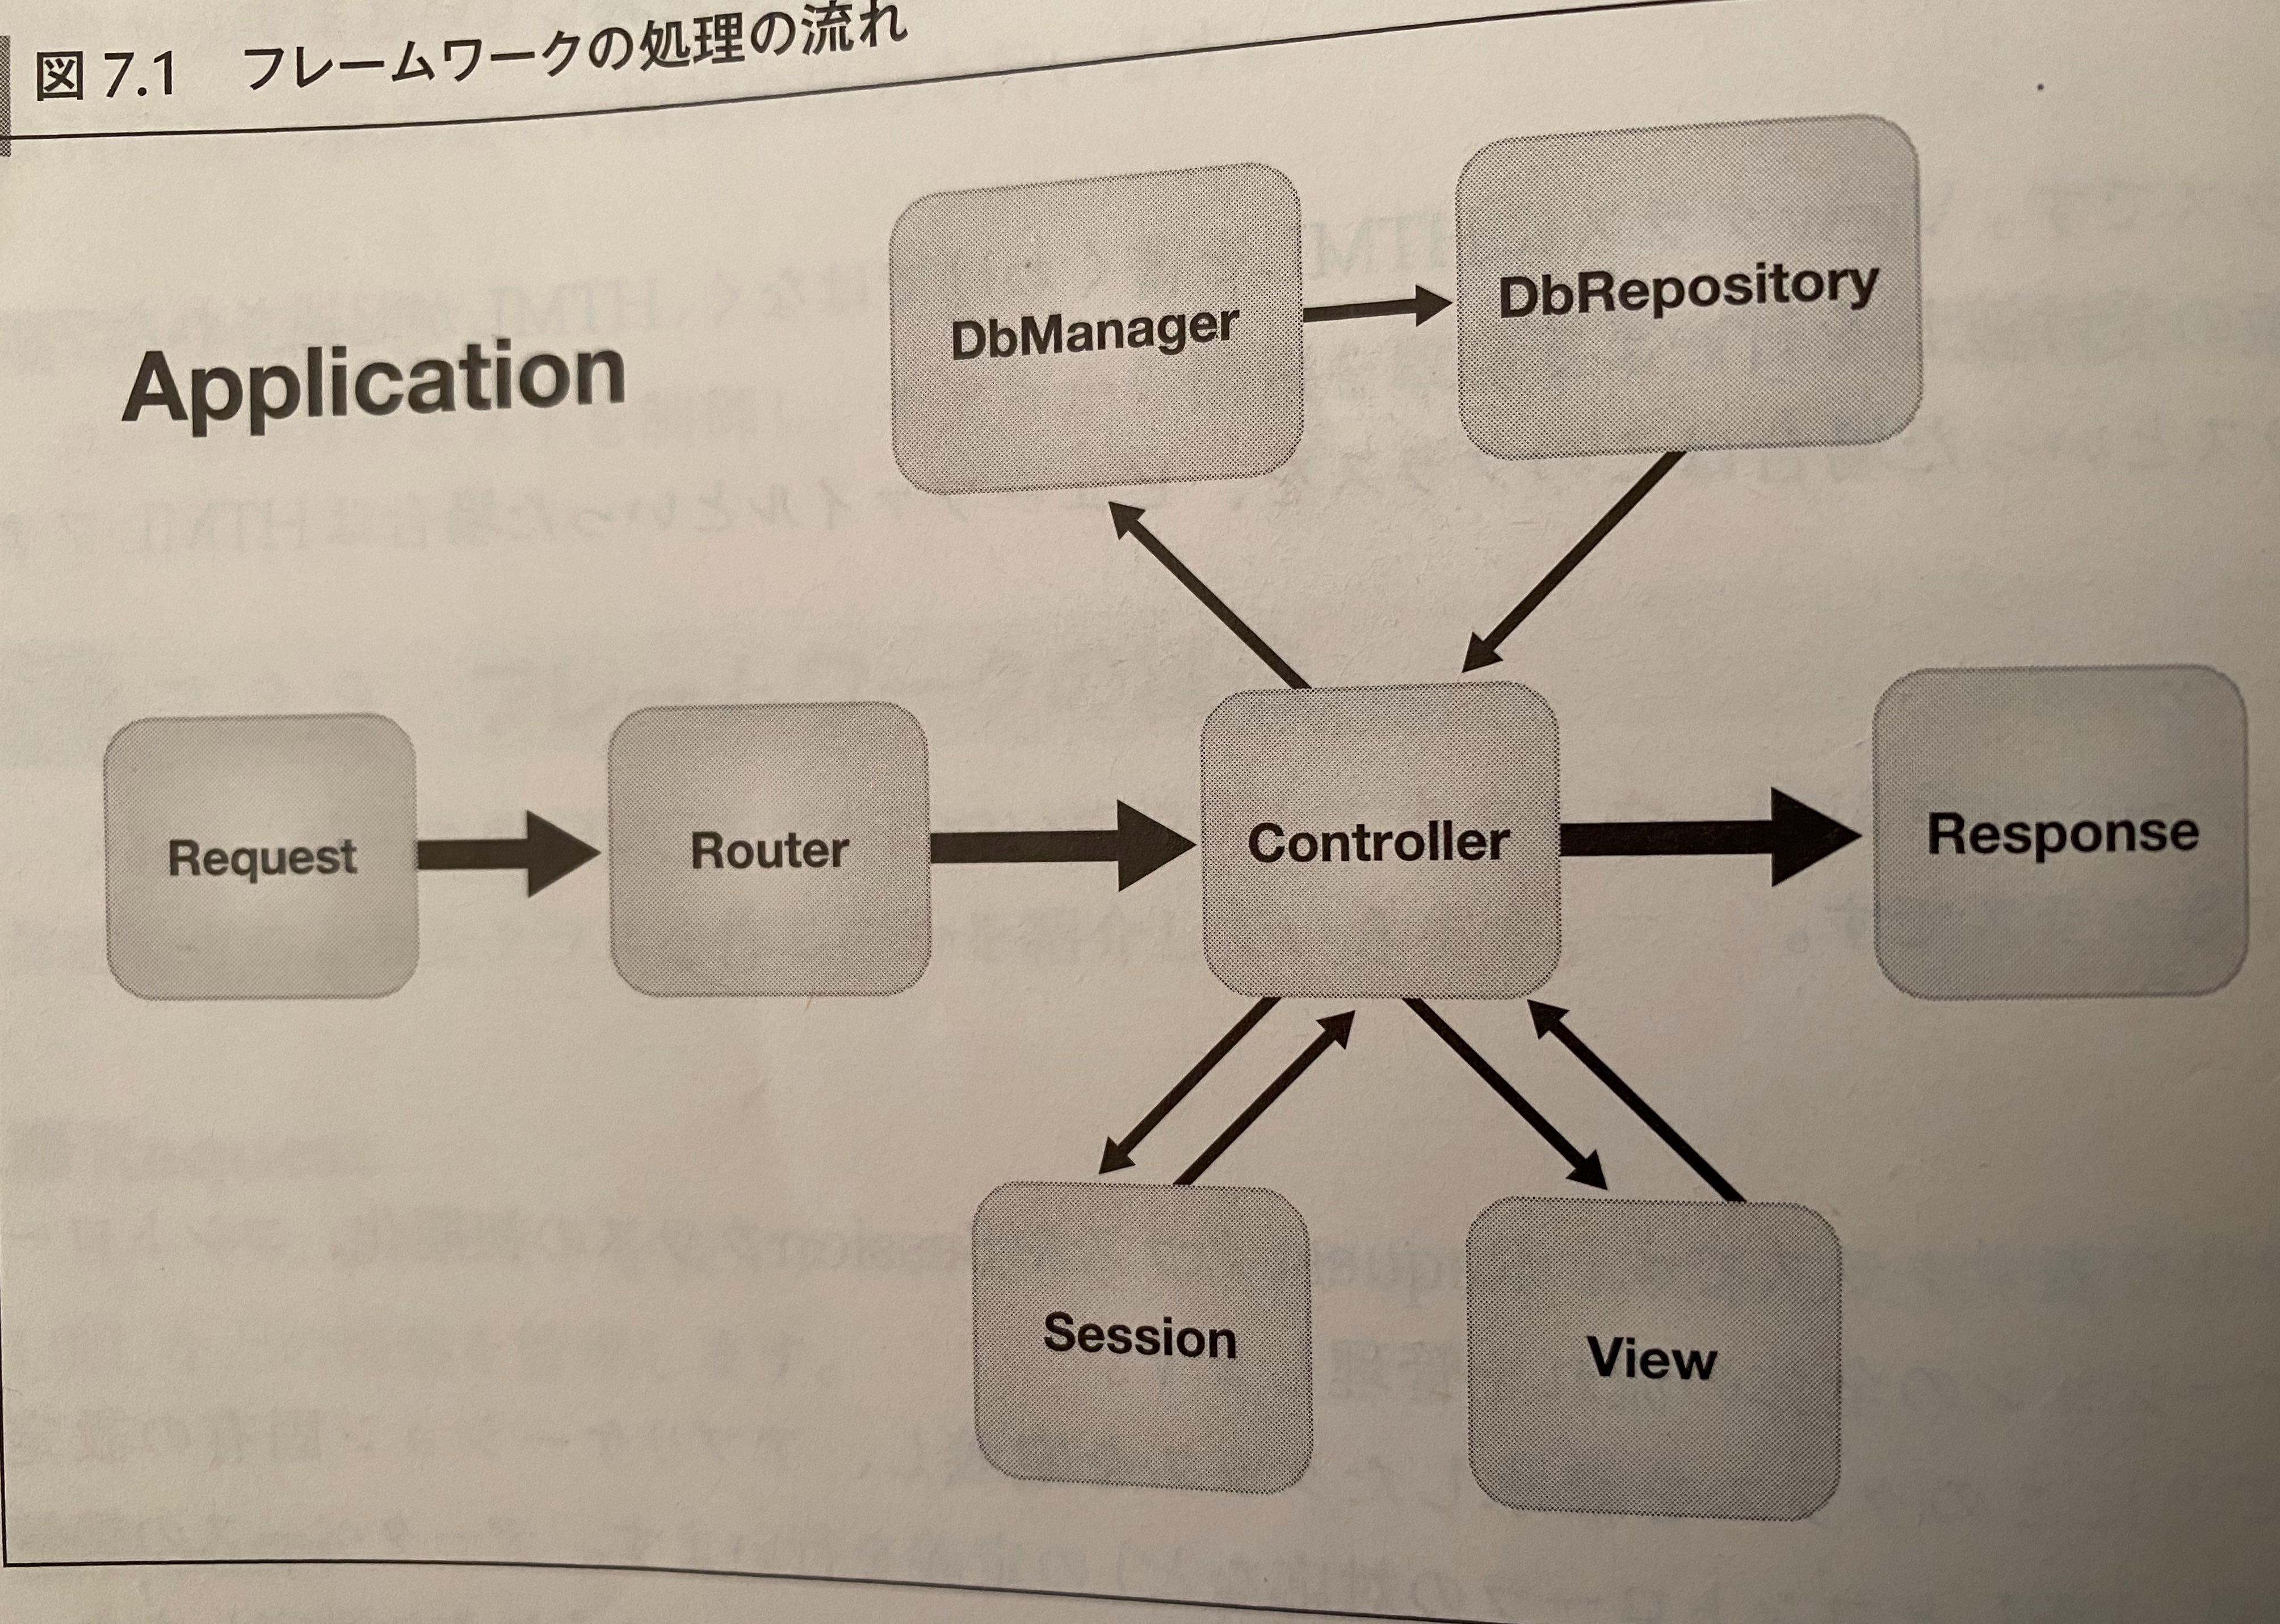 図 7.1 フレームワークの処理の流れ
Application
DbManager
DbRepository
Request
Router
Controller
Response
Session
View